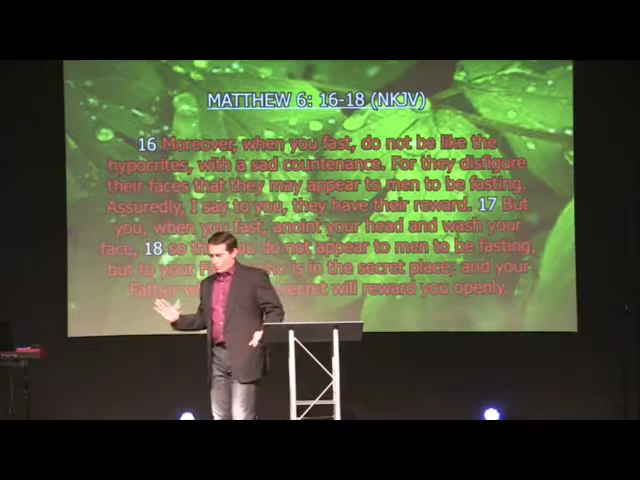 MATTHEW 6: 16-18 (NKJV)
16 Moreover, when you fast, do not be like the
hypocrites, with a sad countenance. For they disfigure
their faces that they may appear to men to be fasting.
Assuredly, I say to you, they have their reward. 17 But
you, when you fast, anoint your head and wash your
face, 18 so do not appear to men to be fasting,
but to your is in the secret place; and your
Father secret will reward you openly.